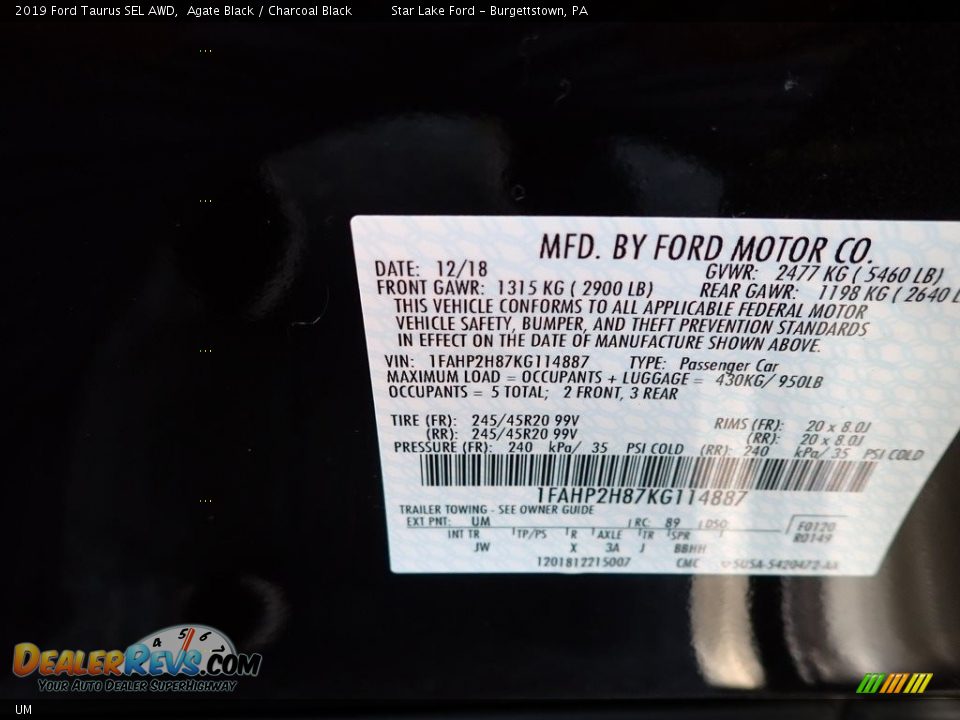 2019 Ford Taurus SEL AWD, Agate Black / Charcoal Black Star Lake Ford - Burgettstown, PA
MFD. BY FORD MOTOR CO.
DATE: 12/18 GVWR: 2477 KG ( 5460 LB)
FRONT GAWR: 1315 KG ( 2900 LB) REAR GAWR: 1198 KG ( 2640 L
THIS VEHICLE CONFORMS TO ALL APPLICABLE FEDERAL MOTOR
VEHICLE SAFETY, BUMPER, AND THEFT PREVENTION STANDARDS
IN EFFECT ON THE DATE OF MANUFACTURE SHOWN ABOVE.
VIN: 1FAHP2H87KG114887 TYPE: Passenger Car
MAXIMUM LOAD = OCCUPANTS + LUGGAGE = 430KG/ 950LB
OCCUPANTS = 5 TOTAL; 2 FRONT, 3 REAR
TIRE (FR): 245/45R20 99V RIMS (FR): 20 x 8.0J
(RR): 245/45R20 99V (RR): 20 x 8.0J
PRESSURE (FR): 240 kPa/ 35 PSI COLD (RR): 240 kPa/ 35 PSI COLD
1FAHP2H87KG114887
TRAILER TOWING - SEE OWNER GUIDE
EXT PNT: UM RC: 89 DSO: F0120
INT TR TP/PS R AXLE TR SPR R0149
JW X 3A J BBHH
1201812215007 CMC
4 5 6
DEALERREVS.COM
YOUR AUTO DEALER SUPERHIGHWAY
UM